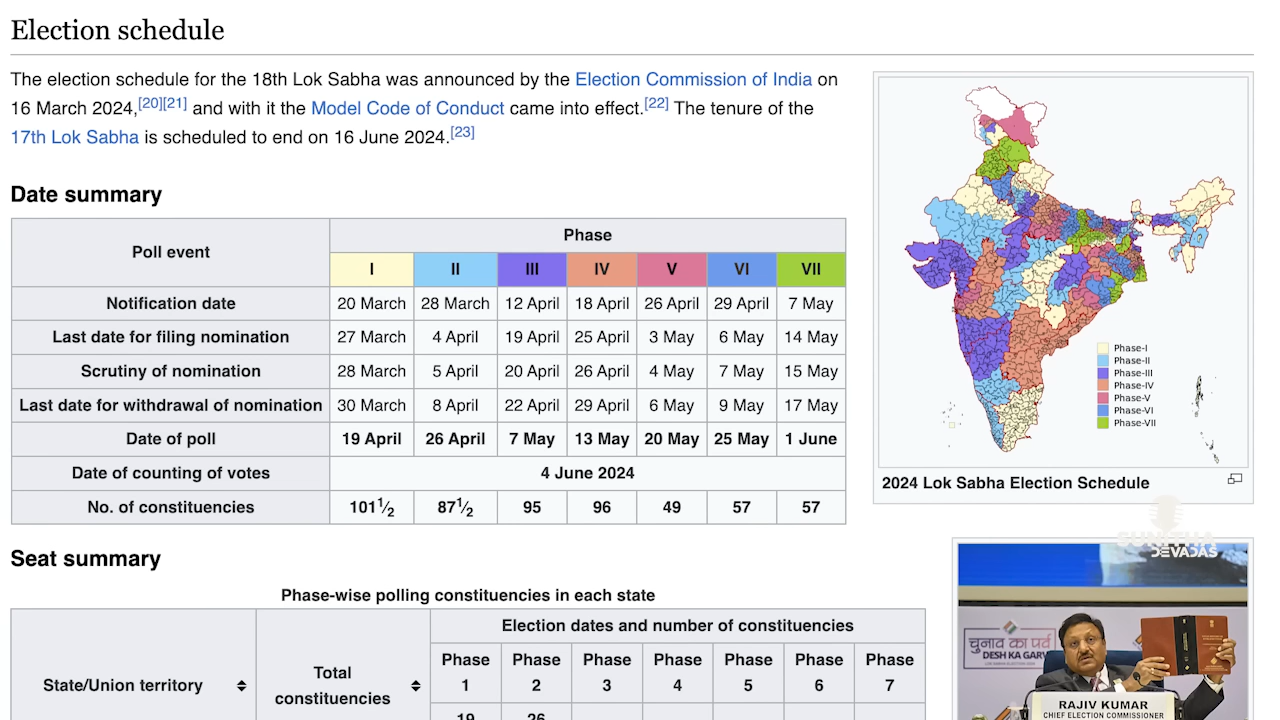 Election schedule
The election schedule for the 18th Lok Sabha was announced by the Election Commission of India on
16 March 2024,[20][21] and with it the Model Code of Conduct came into effect.[22] The tenure of the
17th Lok Sabha is scheduled to end on 16 June 2024.[23]
Date summary
Poll event
Phase
I II III IV V VI VII
Notification date 20 March 28 March 12 April 18 April 26 April 29 April 7 May
Last date for filing nomination 27 March 4 April 19 April 25 April 3 May 6 May 14 May
Scrutiny of nomination 28 March 5 April 20 April 26 April 4 May 7 May 15 May
Last date for withdrawal of nomination 30 March 8 April 22 April 29 April 6 May 9 May 17 May
Date of poll 19 April 26 April 7 May 13 May 20 May 25 May 1 June
Date of counting of votes 4 June 2024
No. of constituencies 101½ 87½ 95 96 49 57 57
Phase-I
Phase-II
Phase-III
Phase-IV
Phase-V
Phase-VI
Phase-VII
2024 Lok Sabha Election Schedule
SUNITHA
DEVADAS
Seat summary
Phase-wise polling constituencies in each state
State/Union territory
Total
constituencies
Election dates and number of constituencies
Phase Phase Phase Phase Phase Phase Phase
1 2 3 4 5 6 7
19 26
चुनाव का पर्व
DESH KA GARV
RAJIV KUMAR
CHIEF ELECTION COMMISSIONER